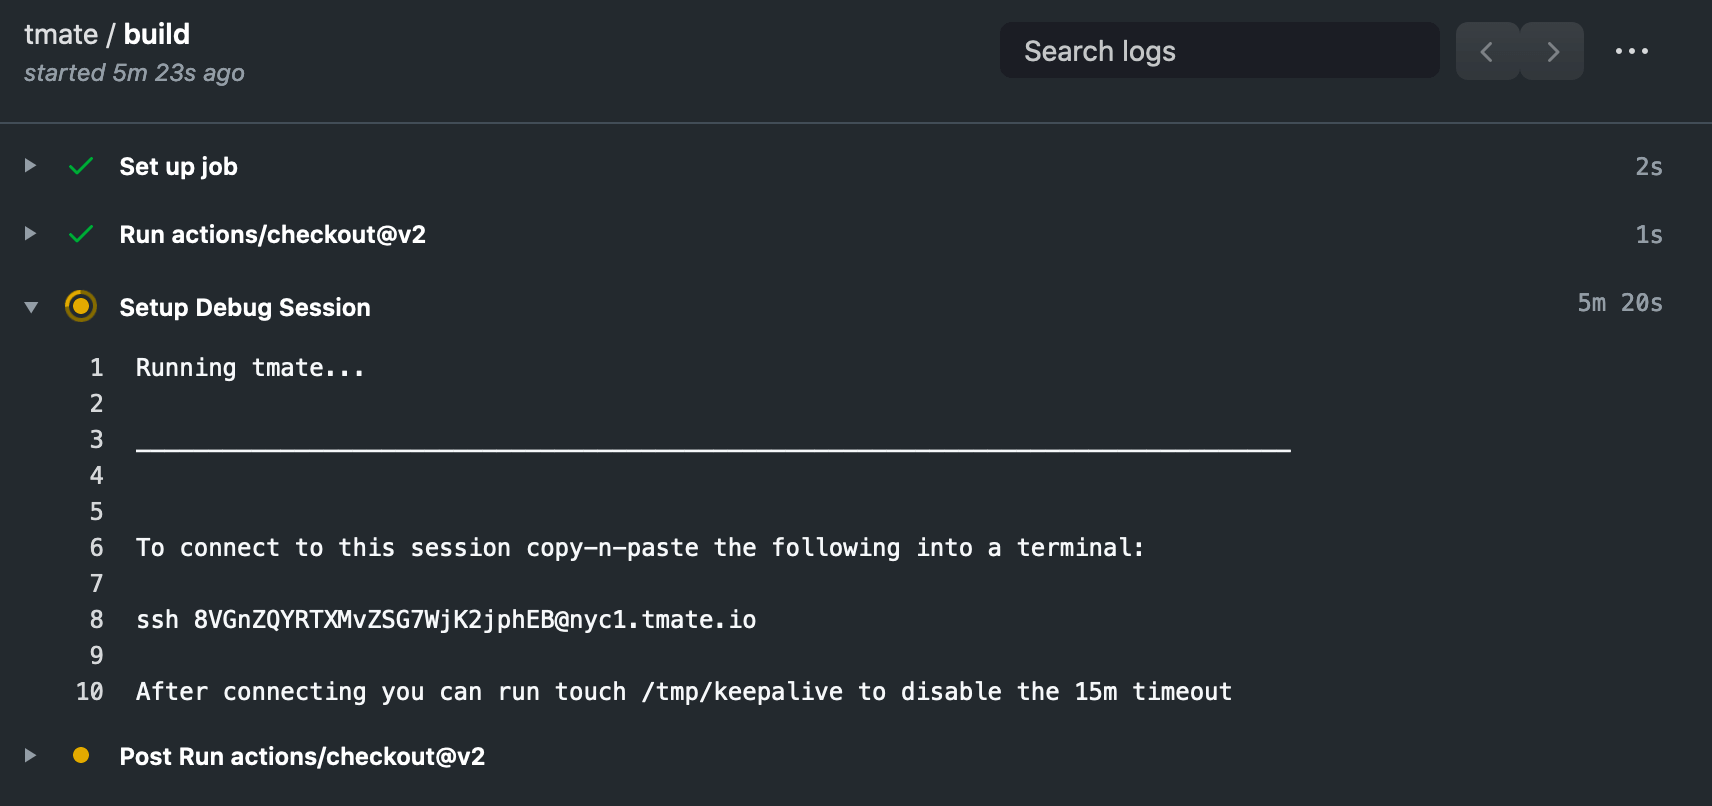 tmate / build
started 5m 23s ago
Search logs
Set up job 2s
Run actions/checkout@v2 1s
Setup Debug Session 5m 20s
1 Running tmate...
2
3
4
5
6 To connect to this session copy-n-paste the following into a terminal:
7
8 ssh 8VGnZQYRTXMvZSG7WjK2jphEB@nyc1.tmate.io
9
10 After connecting you can run touch /tmp/keepalive to disable the 15m timeout
Post Run actions/checkout@v2